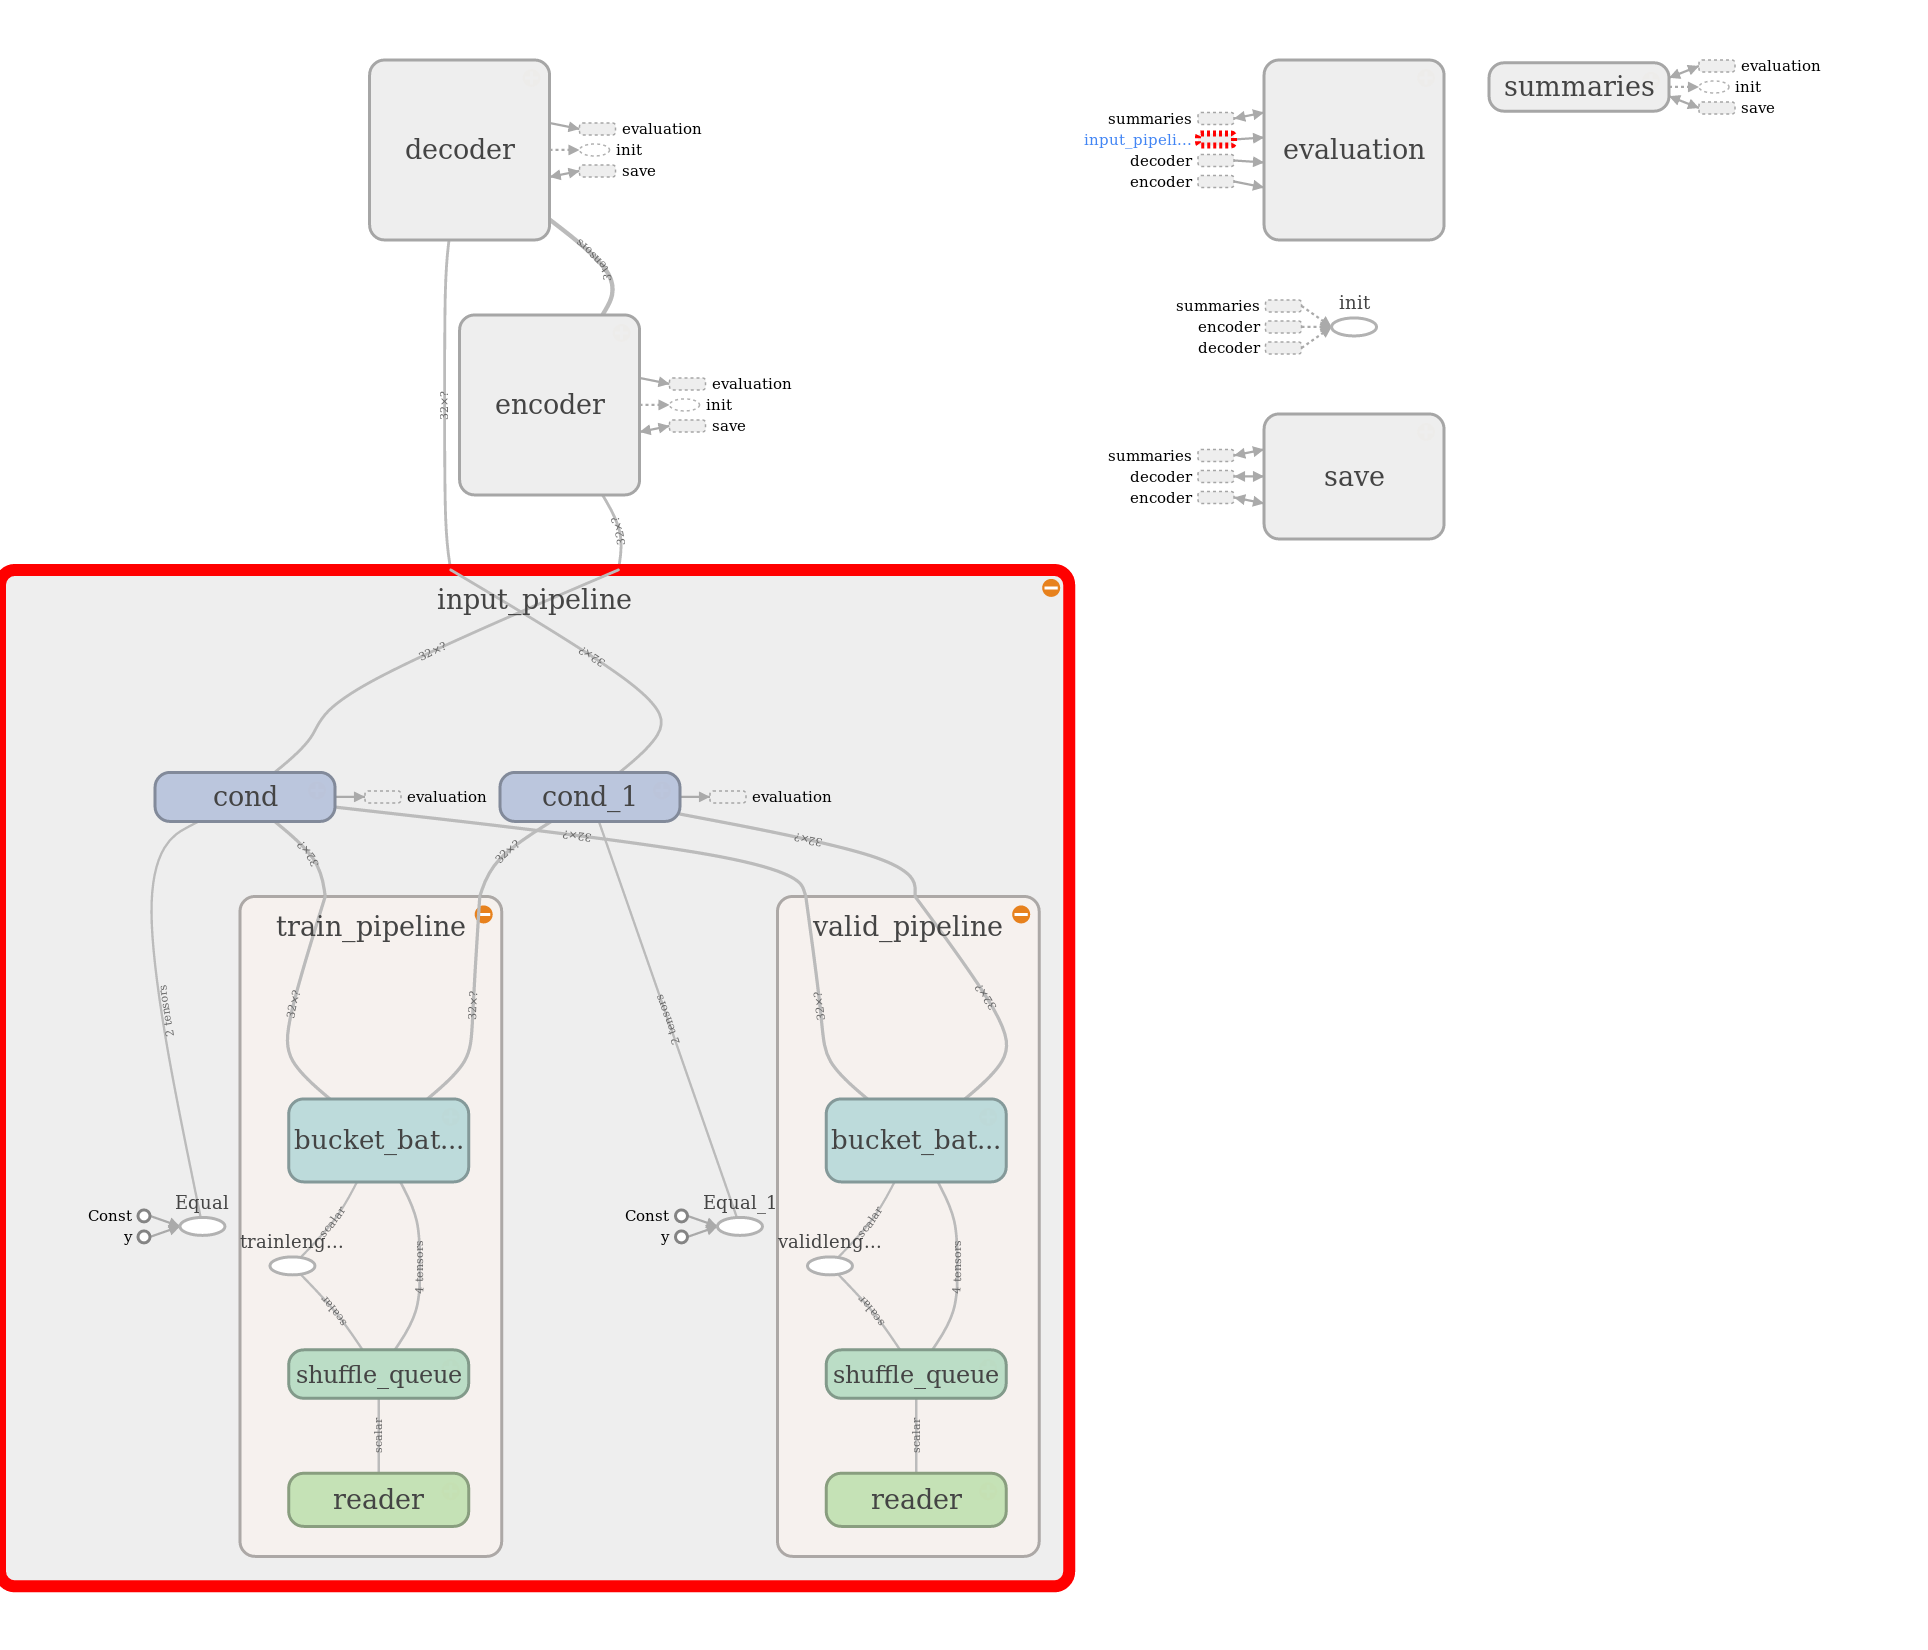 decoder
evaluation
init
save
2 tensors
32×?
encoder
evaluation
init
save
32×?
summaries
input_pipeli...
decoder
encoder
evaluation
summaries
evaluation
init
save
summaries
encoder
decoder
init
summaries
decoder
encoder
save
input_pipeline
32×?
32×?
cond
evaluation
cond_1
evaluation
32×?
32×?
32×?
32×?
2 tensors
2 tensors
train_pipeline
32×?
32×?
bucket_bat...
scalar
trainleng...
4 tensors
scalar
shuffle_queue
scalar
reader
Equal
Const
y
Equal_1
Const
y
valid_pipeline
32×?
32×?
bucket_bat...
scalar
validleng...
4 tensors
scalar
shuffle_queue
scalar
reader